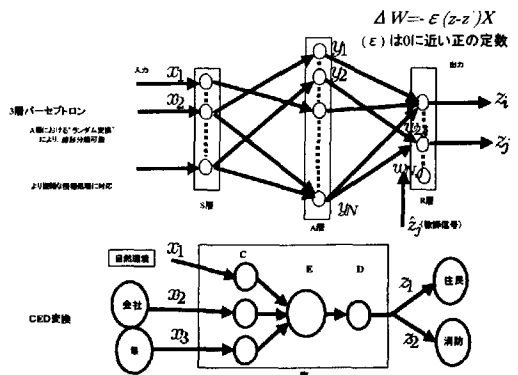 ΔW=-ε(z-ẑ)X
(ε)は0に近い正の定数
入力
出力
x1
x2
y1
y2
yN
zi
zj
w23
3層パーセプトロン
A層における"ランダム変換"
により、線形分離可能
より複雑な情報処理に対応
S層
A層
R層
ẑj(教師信号)
自然環境
x1
x2
x3
会社
C
E
D
z1
z2
住民
消防
CED変換